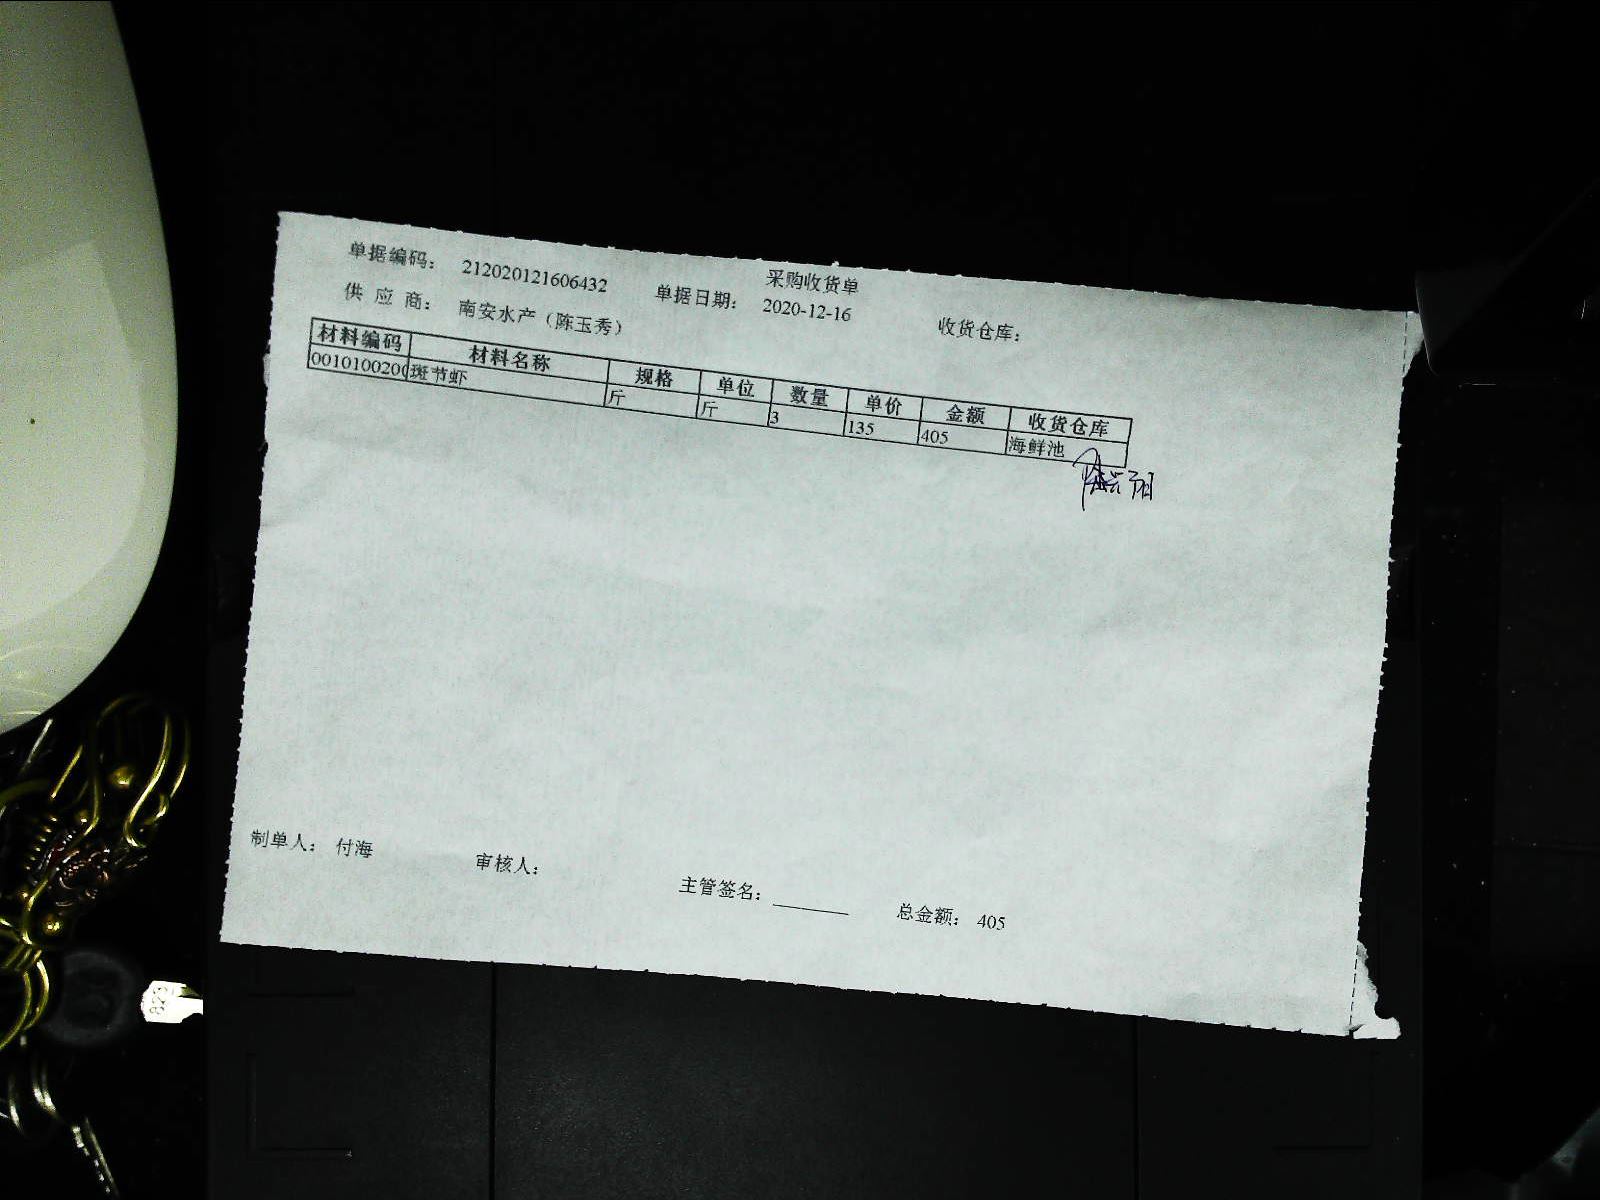 采购收货单
单据编码： 212020121606432 单据日期： 2020-12-16 收货仓库：
供 应 商： 南安水产（陈玉秀）
材料编码 材料名称 规格 单位 数量 单价 金额 收货仓库
0010100200 斑节虾 斤 斤 3 135 405 海鲜池
制单人： 付海 审核人： 主管签名： 总金额： 405
823